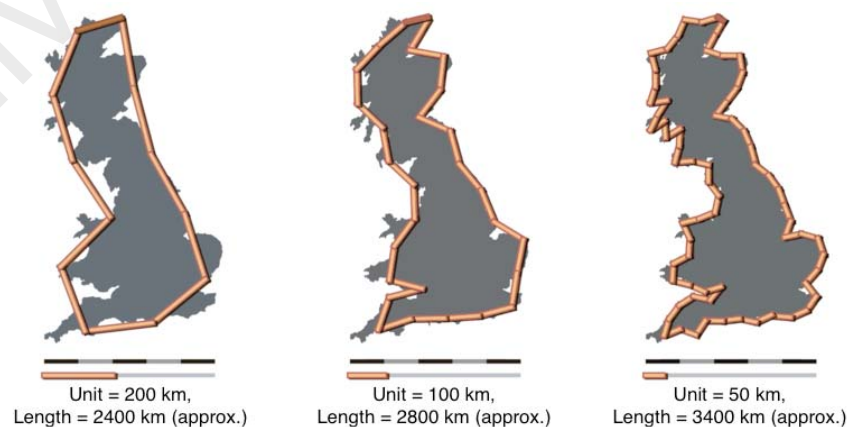 Unit = 200 km,
Length = 2400 km (approx.)
Unit = 100 km,
Length = 2800 km (approx.)
Unit = 50 km,
Length = 3400 km (approx.)